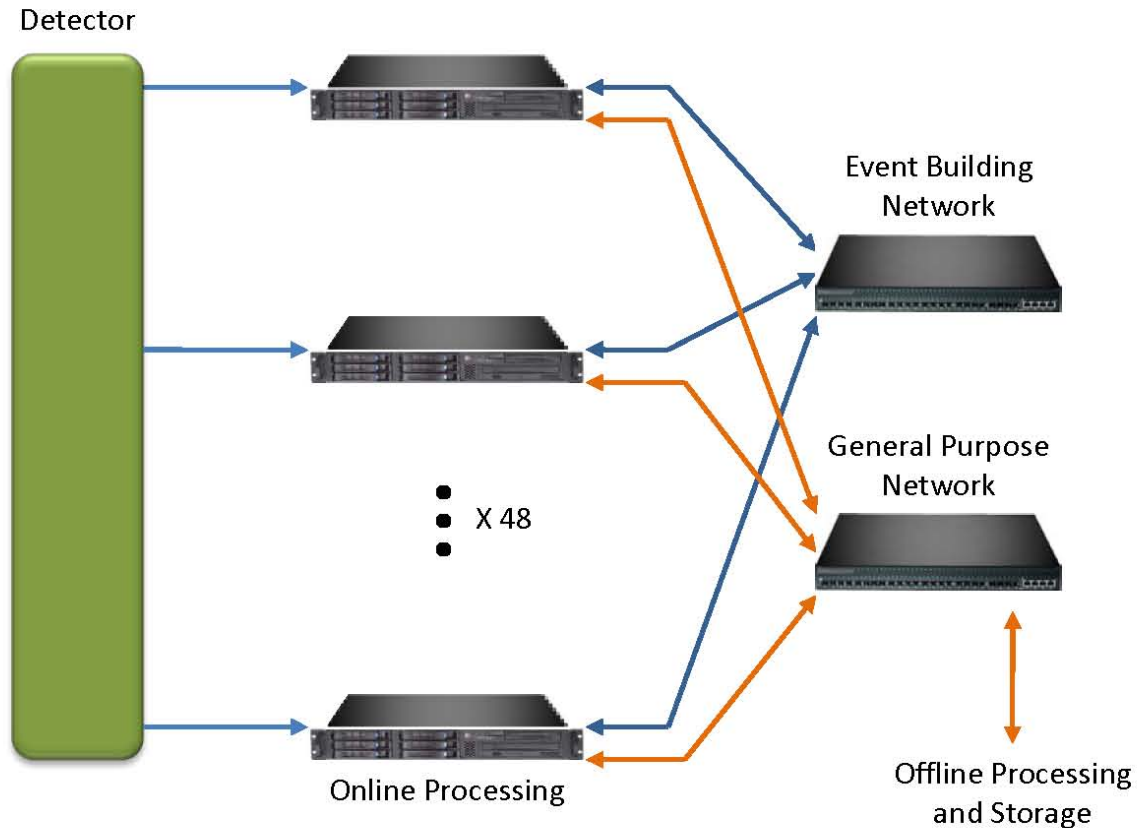 Detector
Event Building
Network
General Purpose
Network
X 48
Online Processing
Offline Processing
and Storage